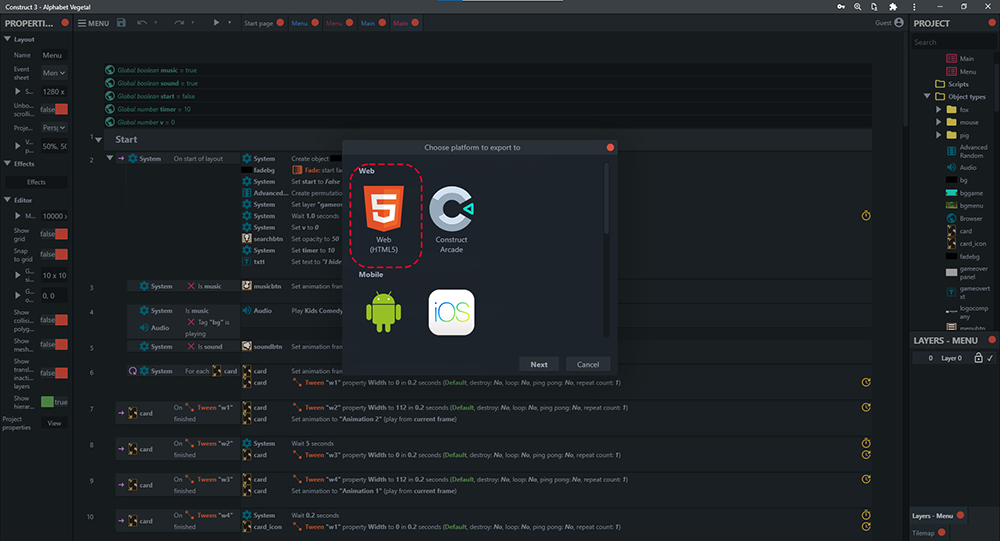 Construct 3 - Alphabet Vegetal
PROPERTI...
MENU
Start page
Menu
Menu
Main
Main
Guest
PROJECT
Layout
Name Menu
Event sheet Men
S... 1280 x
Unbo... scrolli... false
Proje... Persp
V... p... 50%, 50
Effects
Effects
Editor
M... 10000 x
Show grid false
Snap to grid false
G... si... 10 x 10
G... o... 0, 0
Show collisio... polyg... false
Show mesh... false
Show transl... inacti... layers false
Show hierar... true
Project properties View
Global boolean music = true
Global boolean sound = true
Global boolean start = false
Global number timer = 10
Global number v = 0
1 Start
2 System On start of layout System Create object
fadebg Fade: start fa
System Set start to False
Advanced... Create permutation
System Set layer "game
System Wait 1.0 seconds
System Set v to 0
searchbtn Set opacity to 50
System Set timer to 10
txt1 Set text to "I hide
3 System Is music musicbtn Set animation fram
4 System Is music Audio Play Kids Comedy
Audio Tag "bg" is playing
5 System Is sound soundbtn Set animation fram
6 System For each card card Set animation fram
card Tween "w1" property Width to 0 in 0.2 seconds (Default, destroy: No, loop: No, ping pong: No, repeat count: 1)
7 card On Tween "w1" finished card Tween "w2" property Width to 112 in 0.2 seconds (Default, destroy: No, loop: No, ping pong: No, repeat count: 1)
card Set animation to "Animation 2" (play from current frame)
8 card On Tween "w2" finished System Wait 5 seconds
card Tween "w3" property Width to 0 in 0.2 seconds (Default, destroy: No, loop: No, ping pong: No, repeat count: 1)
9 card On Tween "w3" finished card Tween "w4" property Width to 112 in 0.2 seconds (Default, destroy: No, loop: No, ping pong: No, repeat count: 1)
card Set animation to "Animation 1" (play from current frame)
10 card On Tween "w4" finished System Wait 0.2 seconds
card_icon Tween "w1" property Width to 0 in 0.2 seconds (Default, destroy: No, loop: No, ping pong: No, repeat count: 1)
Choose platform to export to
Web
Web (HTML5)
Construct Arcade
Mobile
iOS
Next
Cancel
Search
Main
Menu
Scripts
Object types
fox
mouse
pig
Advanced Random
Audio
bg
bggame
bgmenu
Browser
card
card_icon
fadebg
gameover panel
gameovert xt
logocomp any
menubtn
LAYERS - MENU
0 Layer 0
Layers - Menu
Tilemap